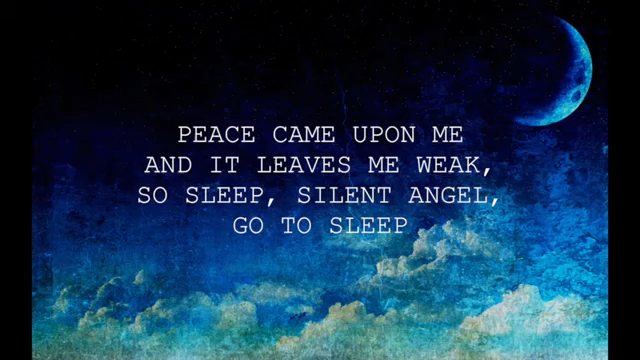 PEACE CAME UPON ME
AND IT LEAVES ME WEAK,
SO SLEEP, SILENT ANGEL,
GO TO SLEEP